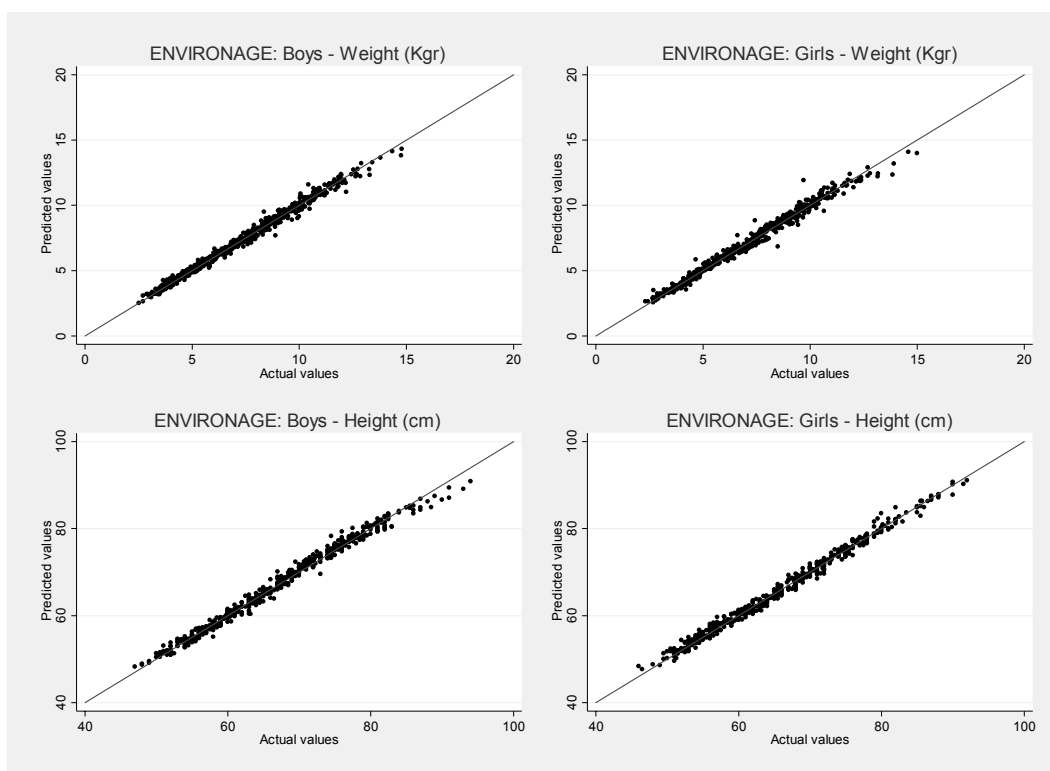 ENVIRONAGE: Boys - Weight (Kgr)
Predicted values
20
15
10
5
0
0 5 10 15 20
Actual values
ENVIRONAGE: Girls - Weight (Kgr)
Predicted values
20
15
10
5
0
0 5 10 15 20
Actual values
ENVIRONAGE: Boys - Height (cm)
Predicted values
100
80
60
40
40 60 80 100
Actual values
ENVIRONAGE: Girls - Height (cm)
Predicted values
100
80
60
40
40 60 80 100
Actual values